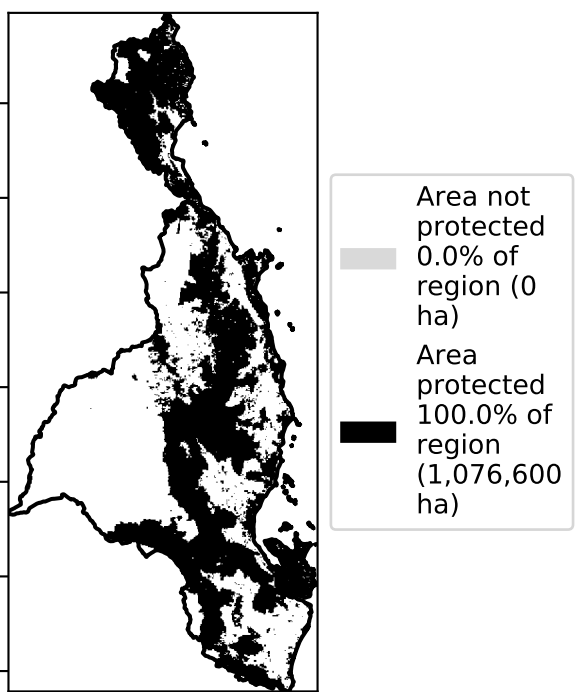 Area not
protected
0.0% of
region (0
ha)
Area
protected
100.0% of
region
(1,076,600
ha)